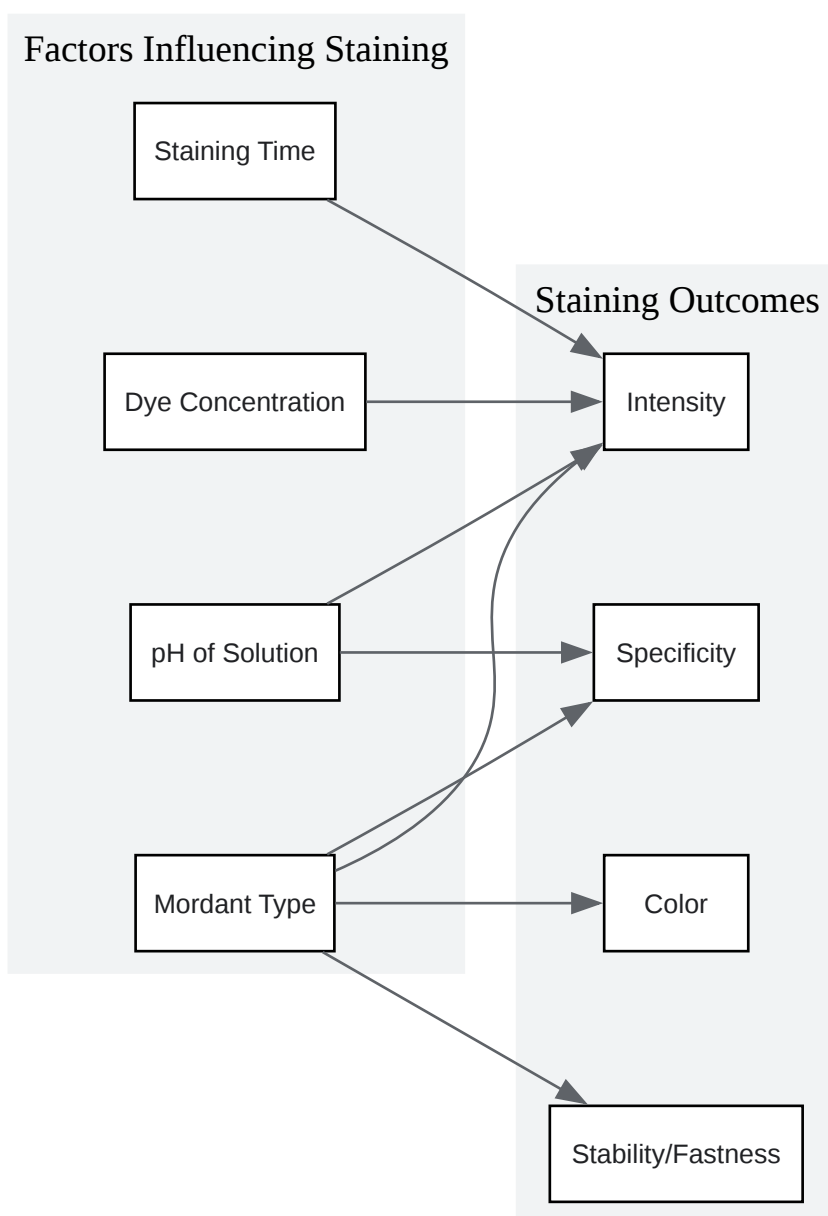 Factors Influencing Staining
Staining Time
Dye Concentration
pH of Solution
Mordant Type
Staining Outcomes
Intensity
Specificity
Color
Stability/Fastness